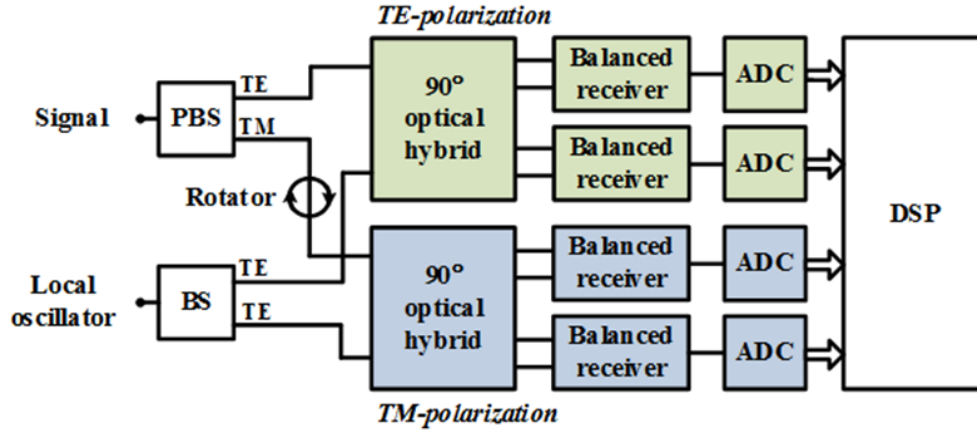 TE-polarization
Signal
PBS
TE
TM
90°
optical
hybrid
Balanced
receiver
ADC
Balanced
receiver
ADC
DSP
Rotator
Local
oscillator
BS
TE
TE
90°
optical
hybrid
Balanced
receiver
ADC
Balanced
receiver
ADC
TM-polarization